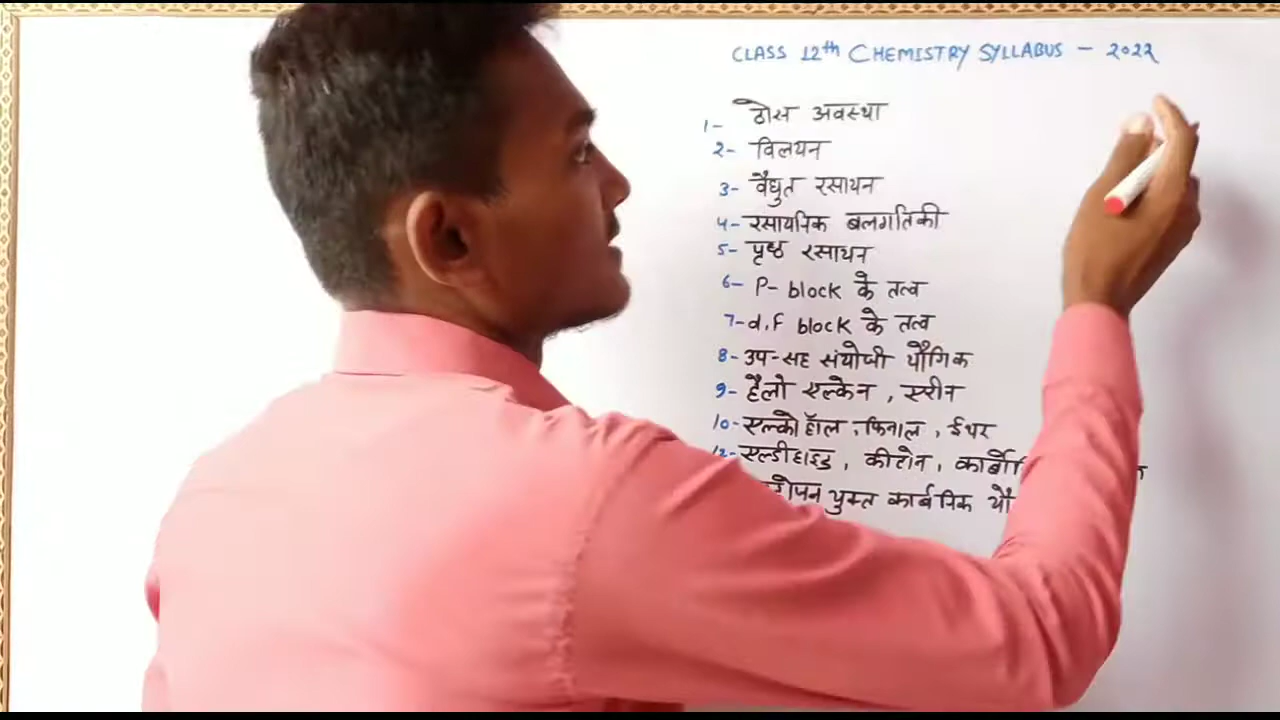 CLASS 12th CHEMISTRY SYLLABUS - 2022
1- ठोस अवस्था
2- विलयन
3- वैधुत रसायन
4- रसायनिक बलगतिकी
5- पृष्ठ रसायन
6- P- block के तत्व
7- d,f block के तत्व
8- उप-सह संयोजी यौगिक
9- हैलो एल्केन , एरीन
10- एल्कोहॉल , फिनाल , ईथर
एल्डीहाइड , कीटोन ,
युक्त कार्बनिक